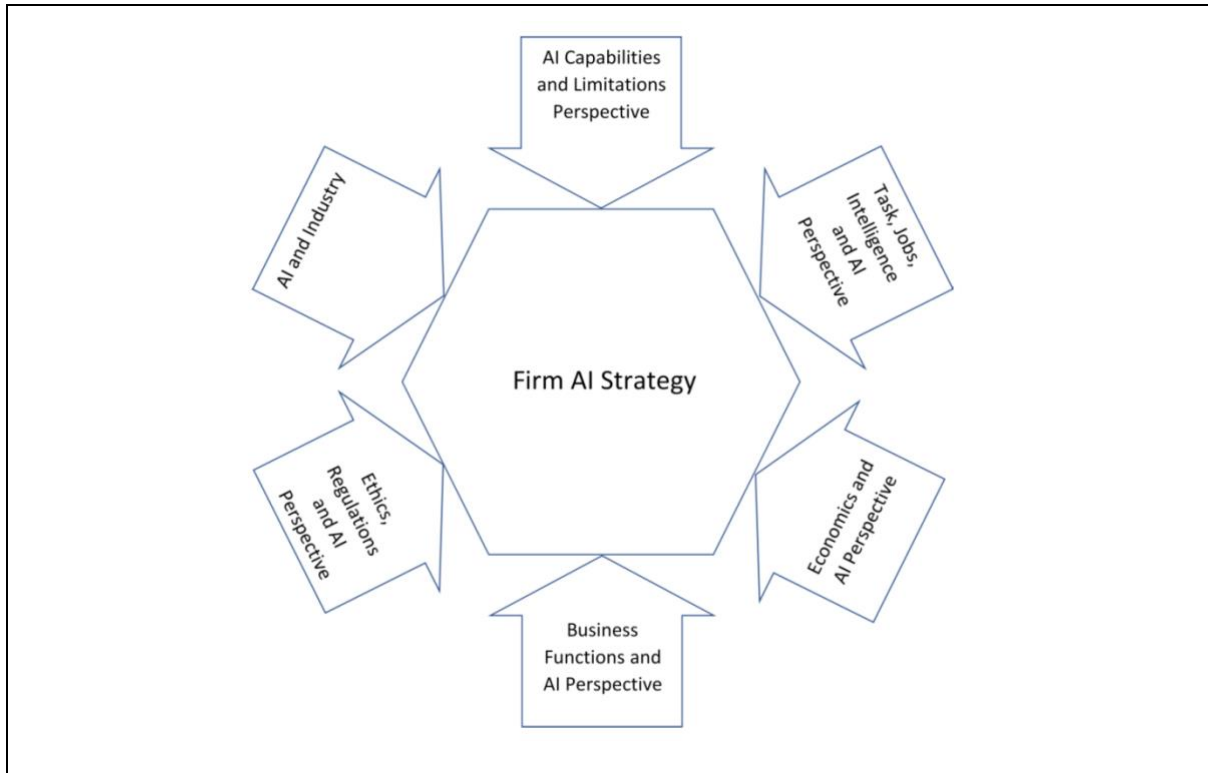 AI Capabilities
and Limitations
Perspective
AI and Industry
Task, Jobs,
Intelligence
and AI
Perspective
Firm AI Strategy
Ethics,
Regulations
and AI
Perspective
Economics and
AI Perspective
Business
Functions and
AI Perspective